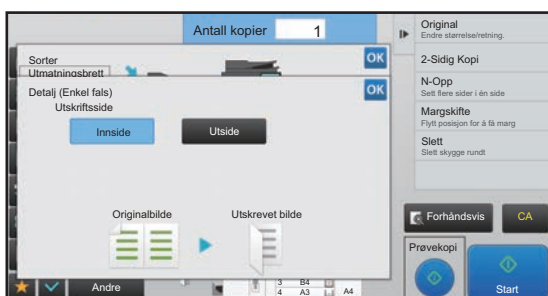 Antall kopier 1
Sorter
Utmatningsbrett
OK
Detalj (Enkel fals)
OK
Utskriftsside
Innside
Utside
Originalbilde
Utskrevet bilde
Andre
3 B4
4 A3 A4
Original
Endre størrelse/retning.
2-Sidig Kopi
N-Opp
Sett flere sider i én side
Margskifte
Flytt posisjon for å få marg
Slett
Slett skygge rundt
Forhåndsvis
CA
Prøvekopi
Start